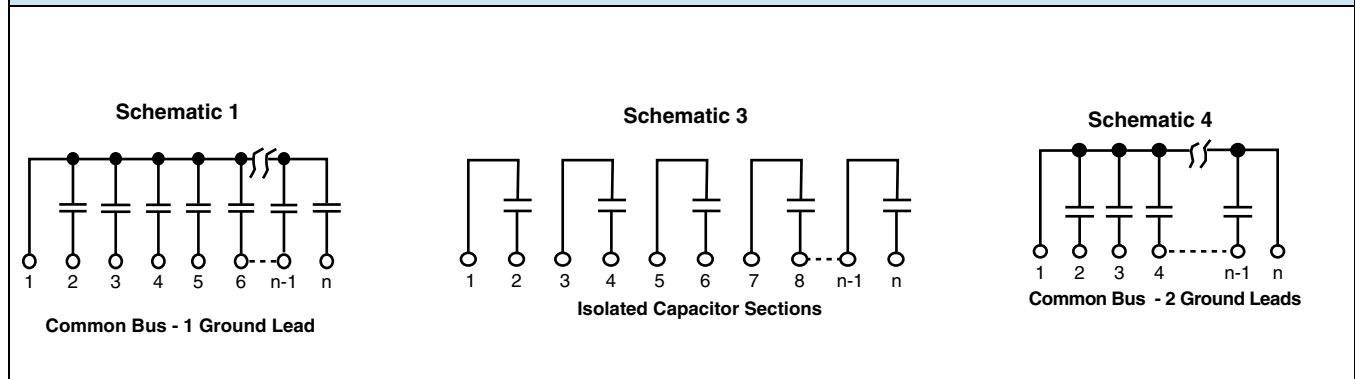 Schematic 1
1 2 3 4 5 6 n-1 n
Common Bus - 1 Ground Lead
Schematic 3
1 2 3 4 5 6 7 8 n-1 n
Isolated Capacitor Sections
Schematic 4
1 2 3 4 n-1 n
Common Bus - 2 Ground Leads